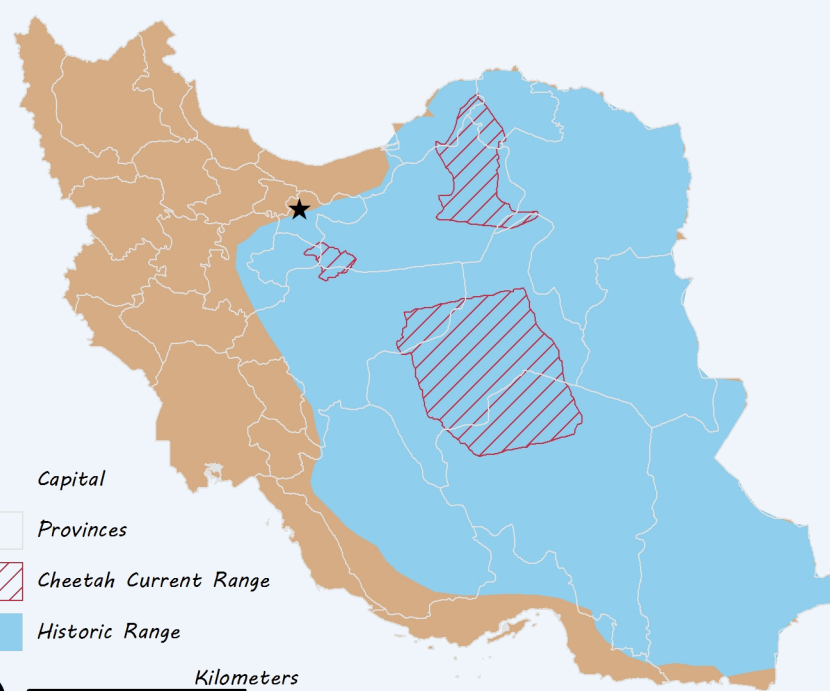 Capital
Provinces
Cheetah Current Range
Historic Range
Kilometers